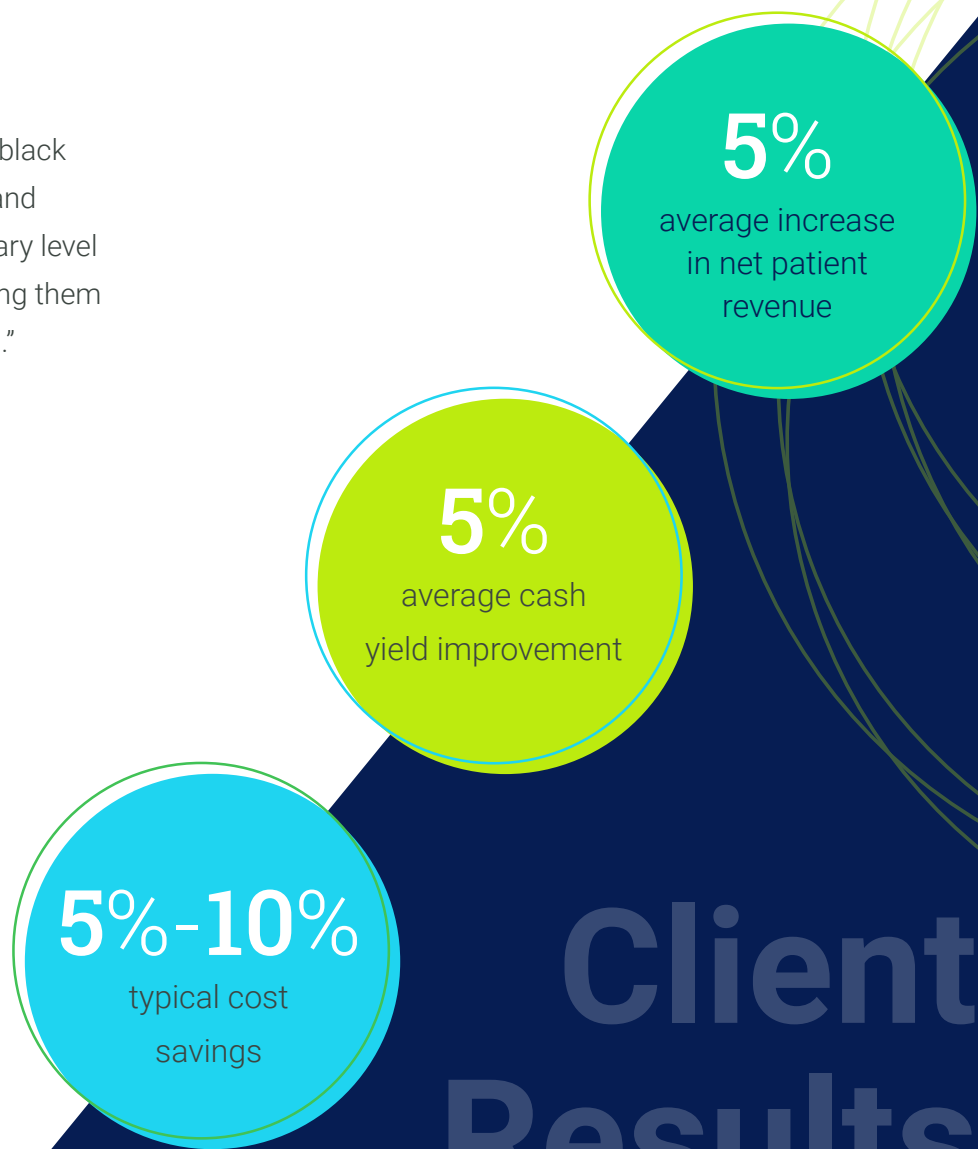 black
and
ary level
ng them
.”
5%
average increase
in net patient
revenue
5%
average cash
yield improvement
5%-10%
typical cost
savings
Client
Results